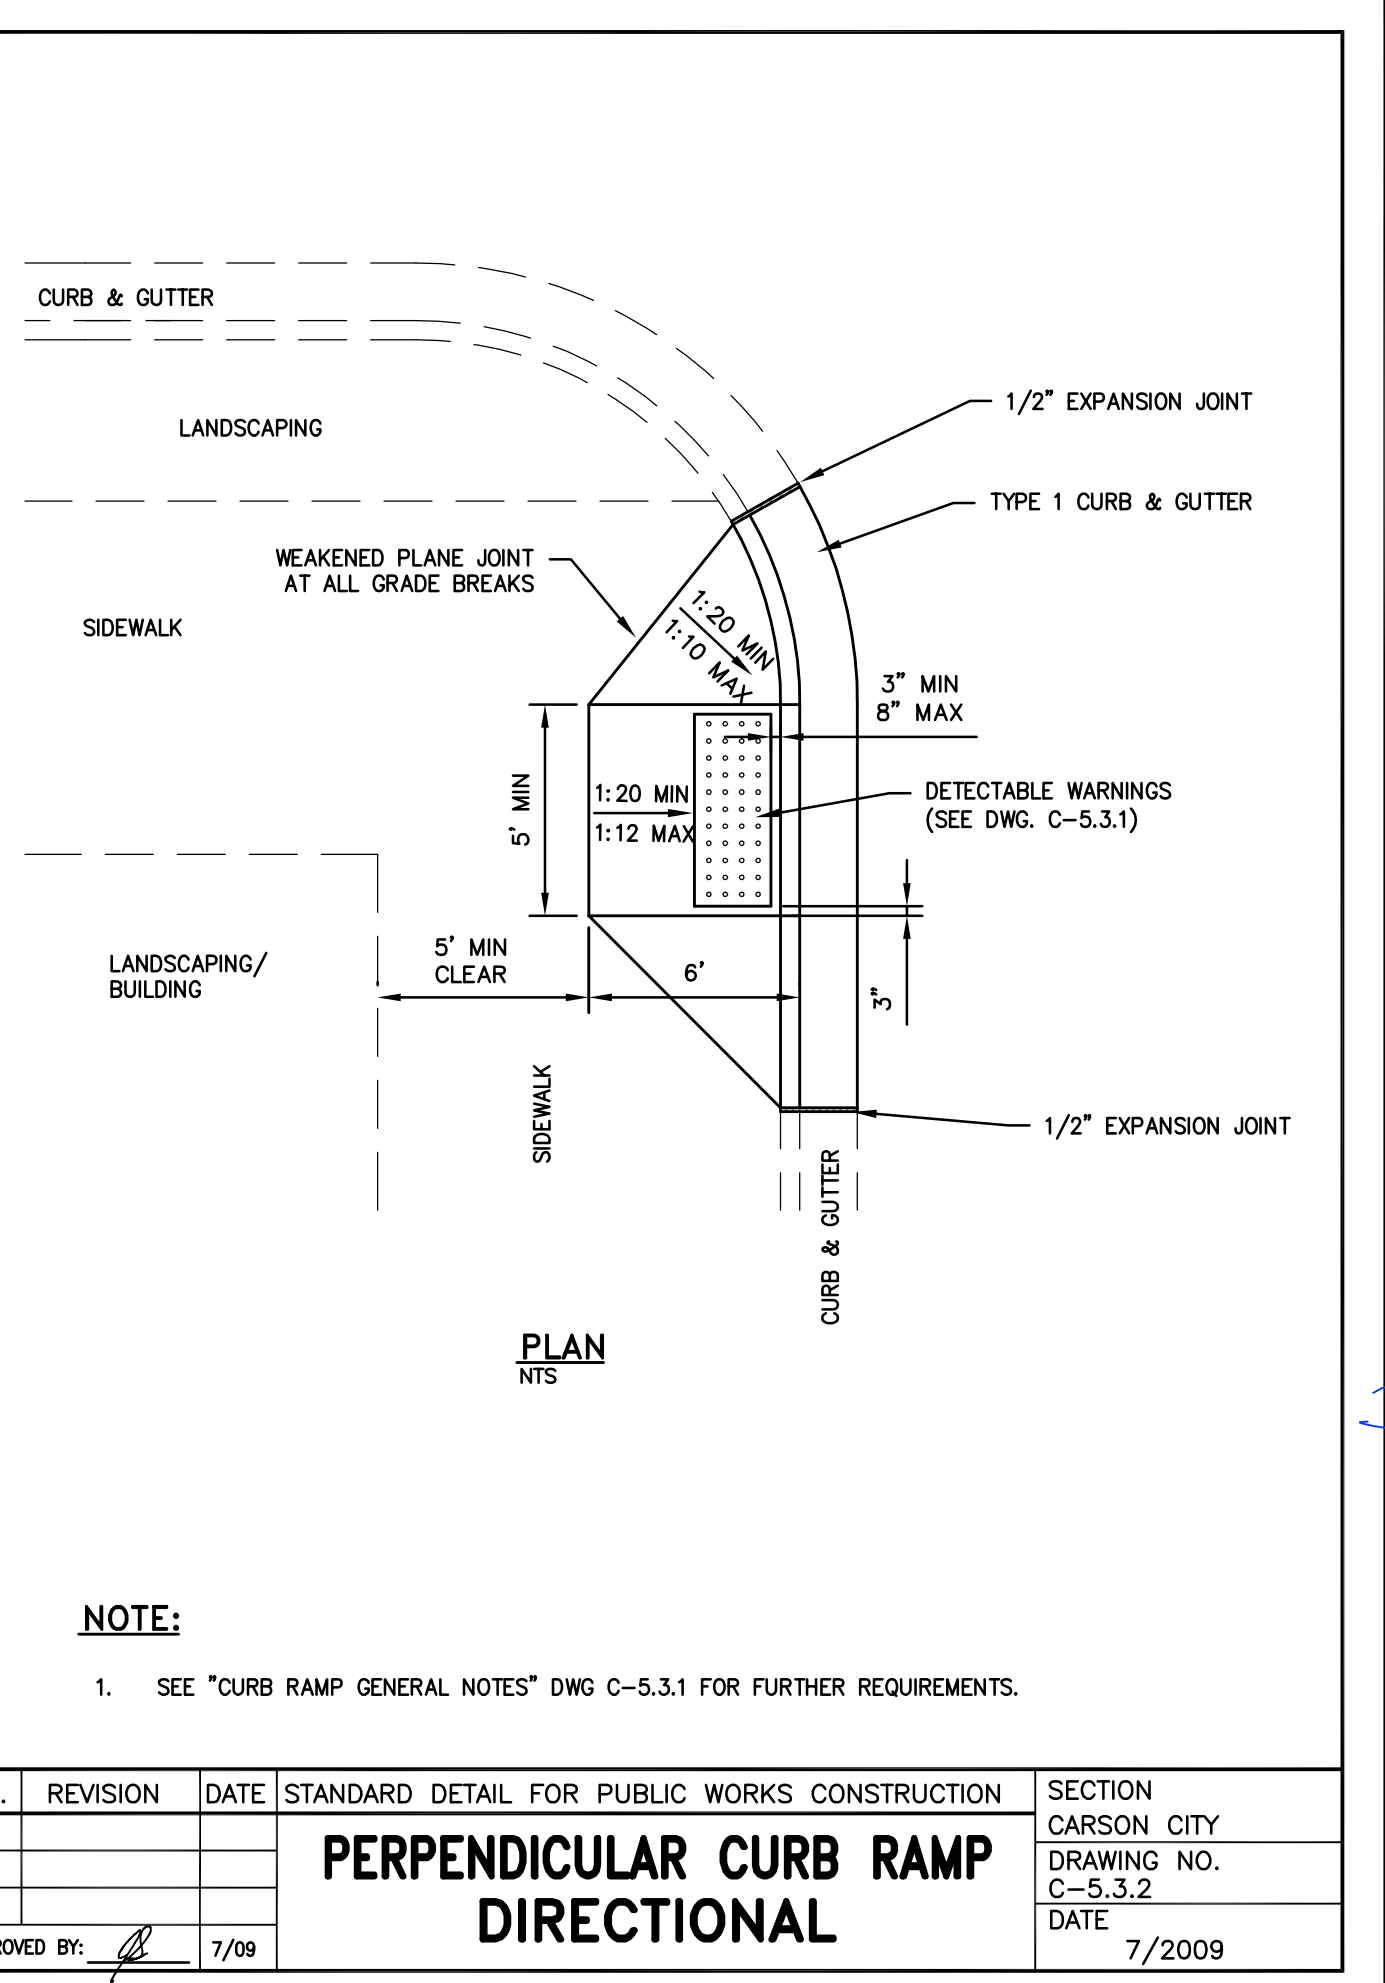 CURB & GUTTER
LANDSCAPING
1/2" EXPANSION JOINT
TYPE 1 CURB & GUTTER
WEAKENED PLANE JOINT
AT ALL GRADE BREAKS
SIDEWALK
1:20 MIN
1:10 MAX
3" MIN
8" MAX
5' MIN
1:20 MIN
1:12 MAX
DETECTABLE WARNINGS
(SEE DWG. C-5.3.1)
LANDSCAPING/
BUILDING
5' MIN
CLEAR
6'
3"
SIDEWALK
1/2" EXPANSION JOINT
CURB & GUTTER
PLAN
NTS
NOTE:
1. SEE "CURB RAMP GENERAL NOTES" DWG C-5.3.1 FOR FURTHER REQUIREMENTS.
REVISION DATE STANDARD DETAIL FOR PUBLIC WORKS CONSTRUCTION
PERPENDICULAR CURB RAMP
DIRECTIONAL
SECTION
CARSON CITY
DRAWING NO.
C-5.3.2
DATE
7/2009
BY:
7/09